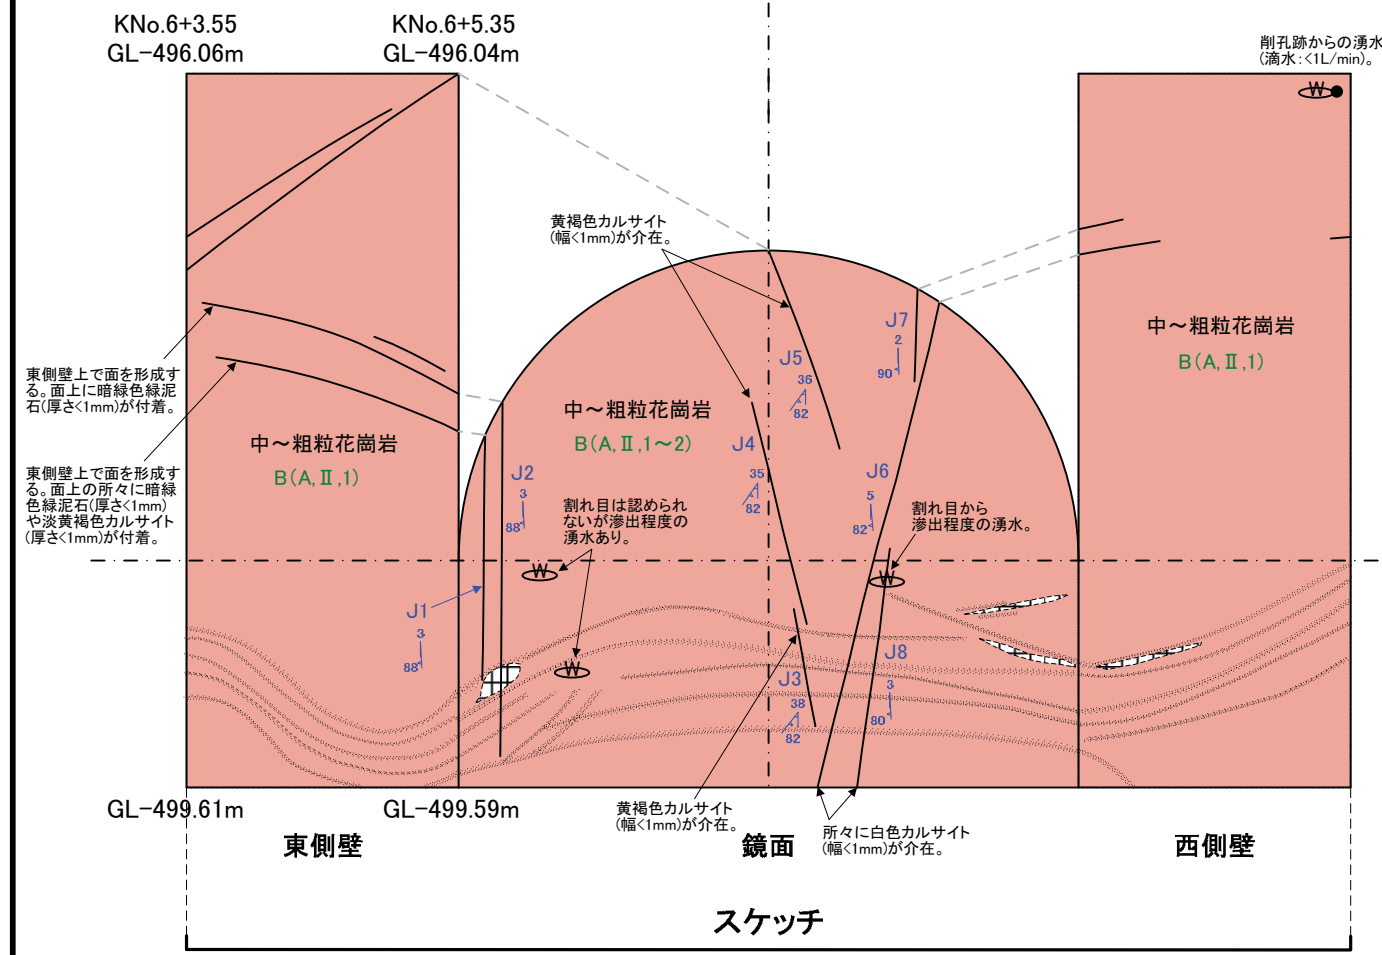 KNo.6+3.55
GL-496.06m
KNo.6+5.35
GL-496.04m
削孔跡からの湧水
(滴水:<1L/min)。
W
黄褐色カルサイト
(幅<1mm)が介在。
東側壁上で面を形成す
る。面上に暗緑色緑泥
石(厚さ<1mm)が付着。
東側壁上で面を形成す
る。面上の所々に暗緑
色緑泥石(厚さ<1mm)
や淡黄褐色カルサイト
(厚さ<1mm)が付着。
中~粗粒花崗岩
B(A,Ⅱ,1)
中~粗粒花崗岩
B(A,Ⅱ,1~2)
中~粗粒花崗岩
B(A,Ⅱ,1)
J7
2
90
J5
36
82
J4
35
82
J2
3
88
J6
5
82
割れ目は認められ
ないが滲出程度の
湧水あり。
割れ目から
滲出程度の湧水。
W
W
J1
3
88
W
J3
38
82
J8
3
80
GL-499.61m
GL-499.59m
黄褐色カルサイト
(幅<1mm)が介在。
所々に白色カルサイト
(幅<1mm)が介在。
東側壁
鏡面
西側壁
スケッチ